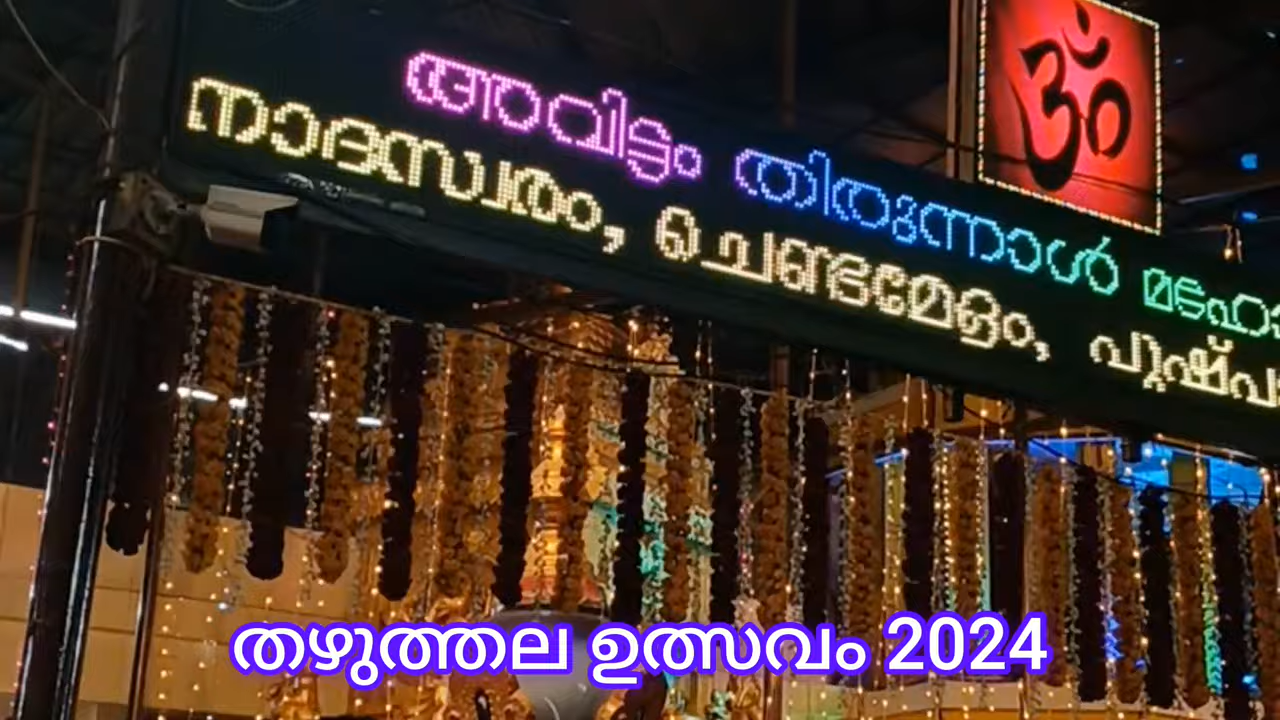 ॐ
അവിട്ടം തിരുന്നാൾ
നാദസ്വരം, ചെണ്ടമേളം,
തഴുത്തല ഉത്സവം 2024